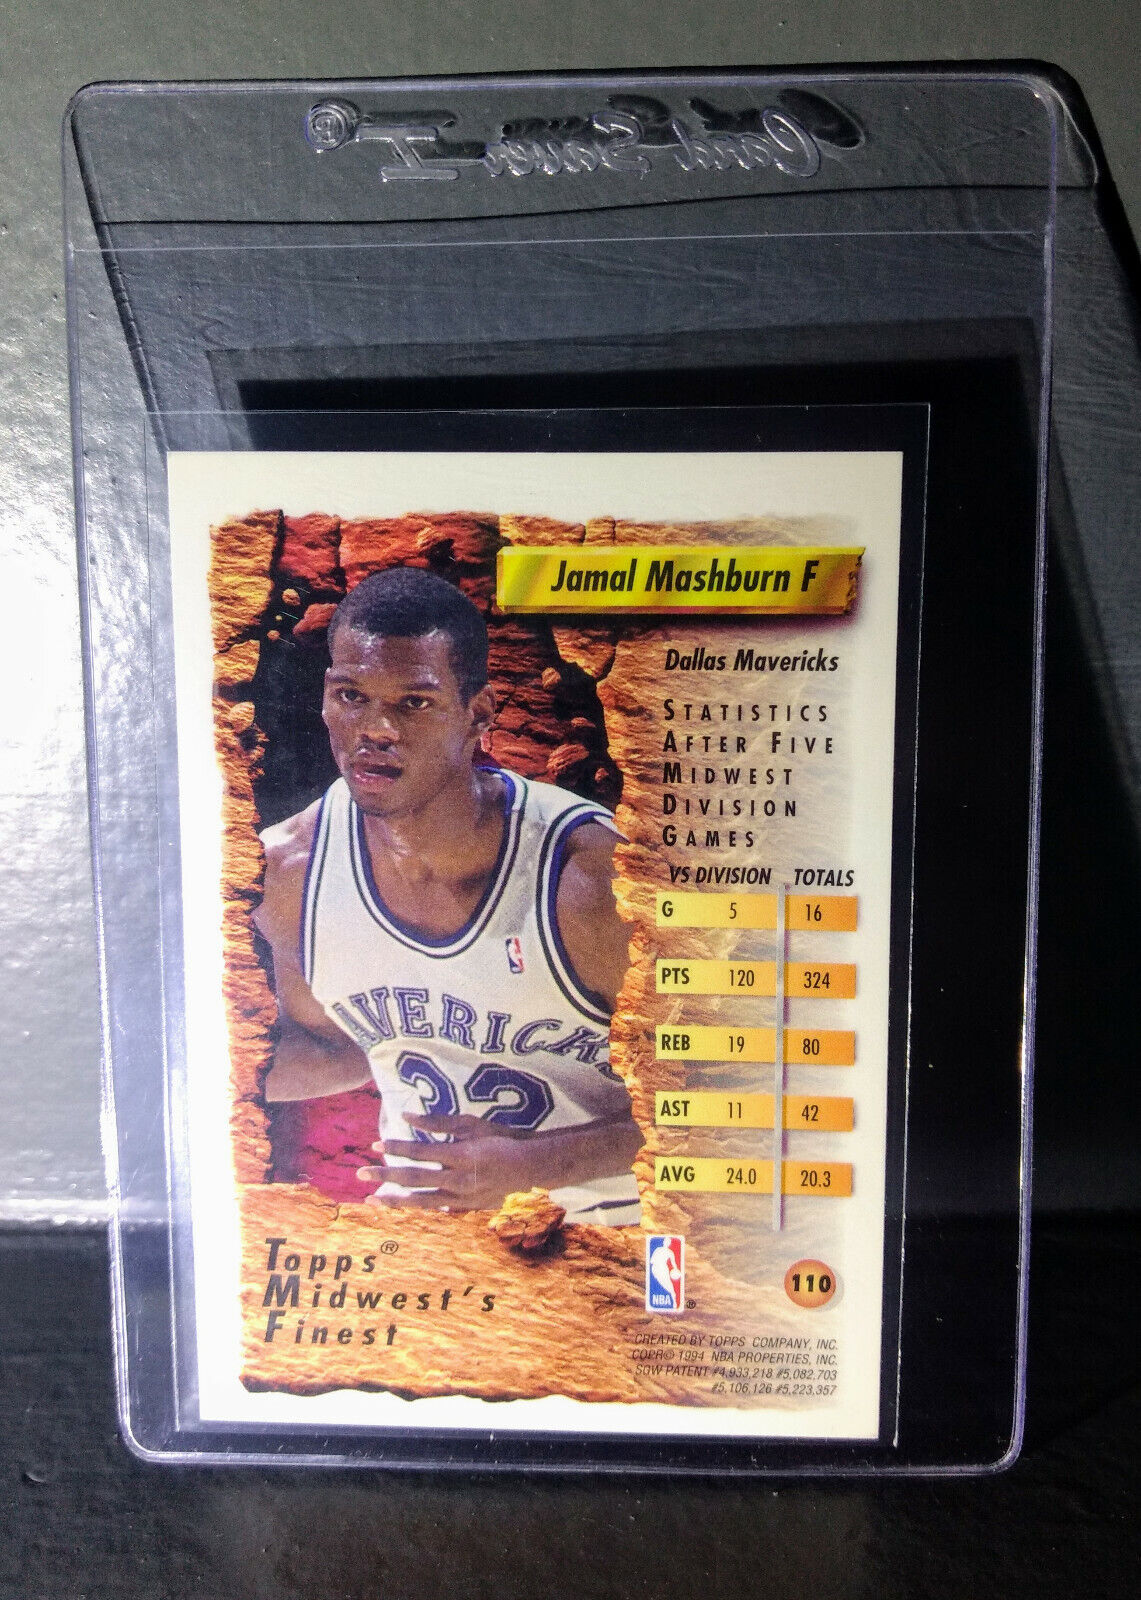 Card Saver I ®
Jamal Mashburn F
Dallas Mavericks
STATISTICS
AFTER FIVE
MIDWEST
DIVISION
GAMES
VS DIVISION TOTALS
G 5 16
PTS 120 324
REB 19 80
AST 11 42
AVG 24.0 20.3
MAVERICKS
32
Topps®
Midwest's
Finest
NBA ®
110
CREATED BY TOPPS COMPANY, INC.
COPR© 1994 NBA PROPERTIES, INC.
SGW PATENT #4,933,218 #5,082,703
#5,106,126 #5,223,357